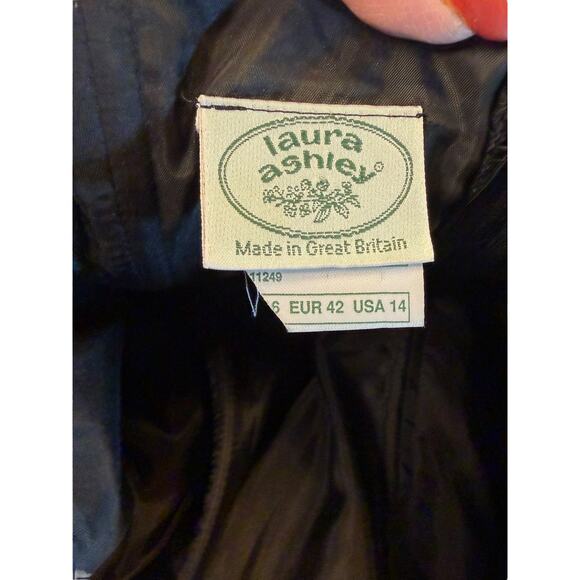 laura
ashley®
Made in Great Britain
11249
6 EUR 42 USA 14